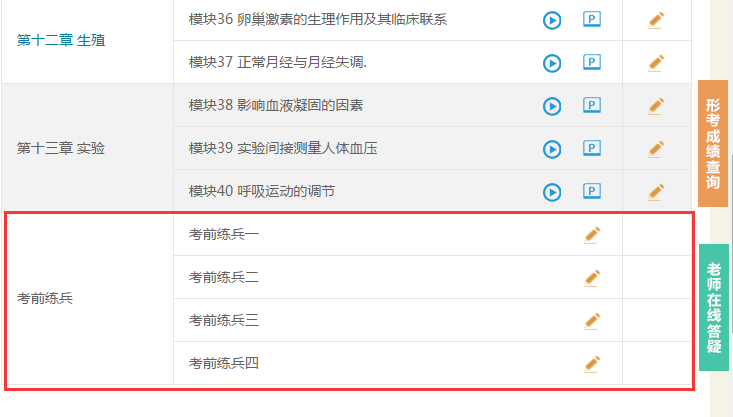 第十二章 生殖
模块36 卵巢激素的生理作用及其临床联系
P
模块37 正常月经与月经失调.
P
第十三章 实验
模块38 影响血液凝固的因素
P
模块39 实验间接测量人体血压
P
模块40 呼吸运动的调节
P
考前练兵
考前练兵一
考前练兵二
考前练兵三
考前练兵四
形考成绩查询
老师在线答疑